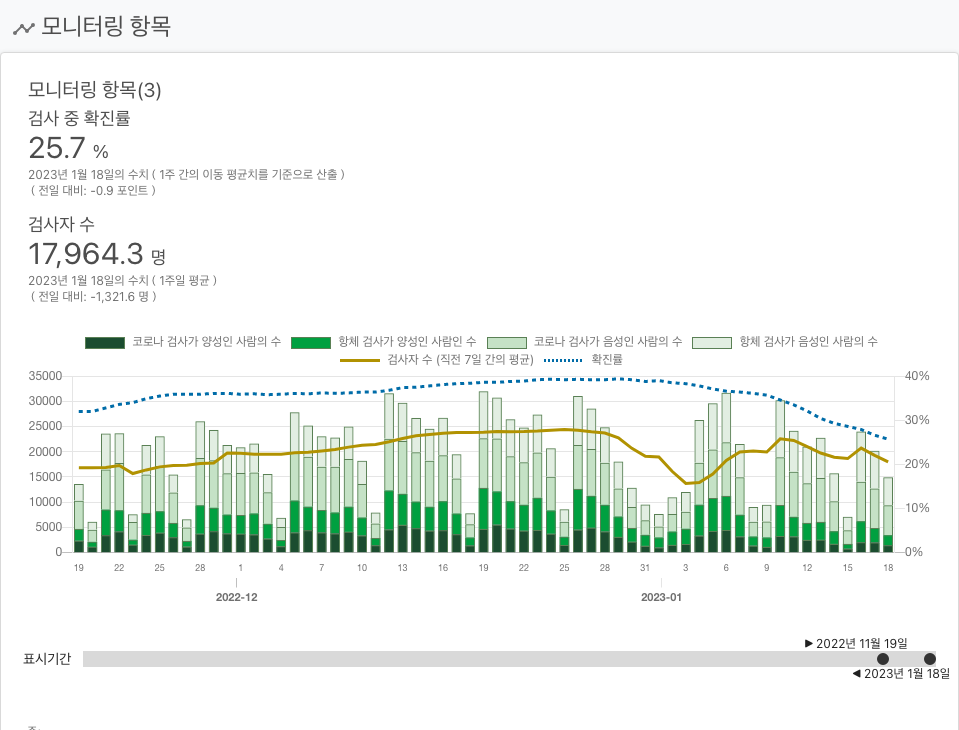 모니터링 항목
모니터링 항목(3)
검사 중 확진률
25.7 %
2023년 1월 18일의 수치 ( 1주 간의 이동 평균치를 기준으로 산출 )
( 전일 대비: -0.9 포인트 )
검사자 수
17,964.3 명
2023년 1월 18일의 수치 ( 1주일 평균 )
( 전일 대비: -1,321.6 명 )
코로나 검사가 양성인 사람의 수 항체 검사가 양성인 사람인 수 코로나 검사가 음성인 사람의 수 항체 검사가 음성인 사람의 수
검사자 수 (직전 7일 간의 평균) 확진률
35000 40%
30000
25000 30%
20000 20%
15000
10000 10%
5000
0 0%
19 22 25 28 1 4 7 10 13 16 19 22 25 28 31 3 6 9 12 15 18
2022-12 2023-01
▶ 2022년 11월 19일
표시기간
◀ 2023년 1월 18일